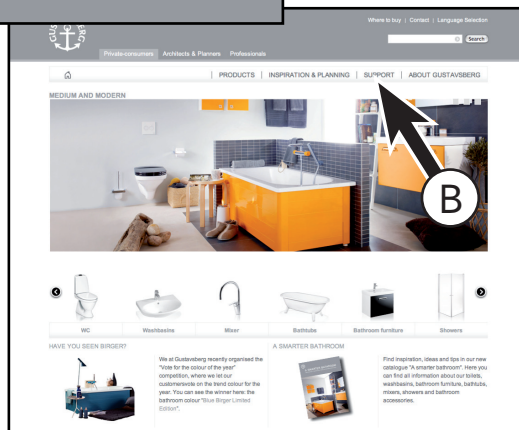 Where to buy | Contact | Language Selection
Search
Private-consumers Architects & Planners Professionals
PRODUCTS | INSPIRATION & PLANNING | SUPPORT | ABOUT GUSTAVSBERG
MEDIUM AND MODERN
B
WC Washbasins Mixer Bathtubs Bathroom furniture Showers
HAVE YOU SEEN BIRGER?
We at Gustavsberg recently organised the
"Vote for the colour of the year"
competition, where we let our
customersvote on the trend colour for the
year. You can see the winner here: the
bathroom colour "Blue Birger Limited
Edition".
A SMARTER BATHROOM
Find inspiration, ideas and tips in our new
catalogue "A smarter bathroom". Here you
can find all information about our toilets,
washbasins, bathroom furniture, bathtubs,
mixers, showers and bathroom
accessories.